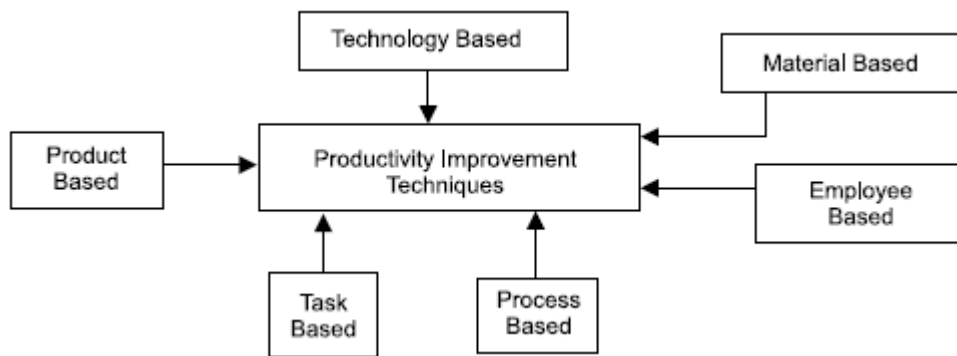 Technology Based
Material Based
Product
Based
Productivity Improvement
Techniques
Employee
Based
Task
Based
Process
Based